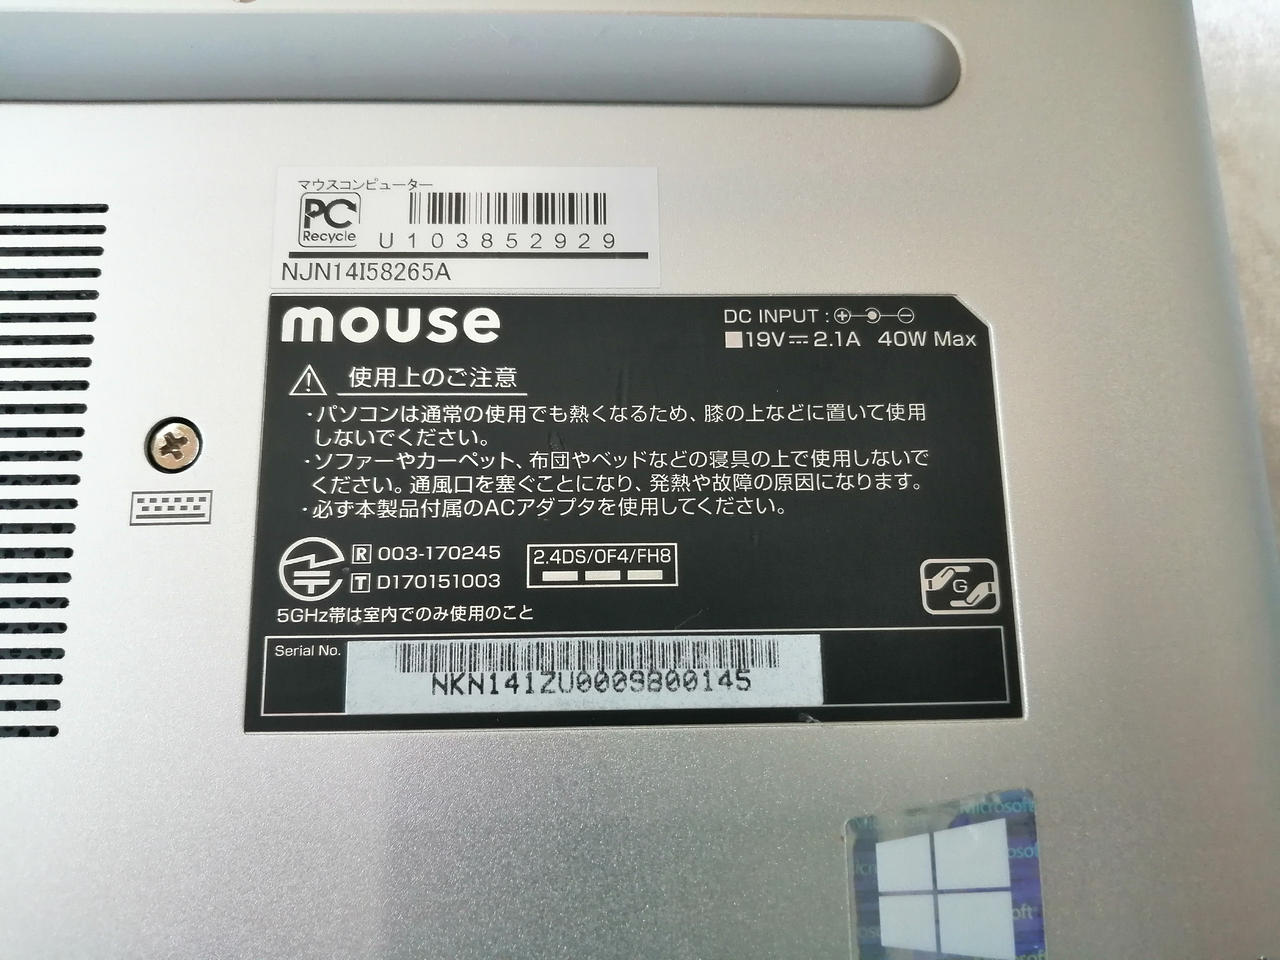 マウスコンピューター
PC
Recycle
U103852929
NJN14I58265A
mouse
DC INPUT :
19V 2.1A 40W Max
使用上のご注意
・パソコンは通常の使用でも熱くなるため、膝の上などに置いて使用
しないでください。
・ソファーやカーペット、布団やベッドなどの寝具の上で使用しないで
ください。通風口を塞ぐことになり、発熱や故障の原因になります。
・必ず本製品付属のACアダプタを使用してください。
R 003-170245
T D170151003
2.4DS/OF4/FH8
G
5GHz帯は室内でのみ使用のこと
Serial No.
NKN141ZU0009800145
Microsoft